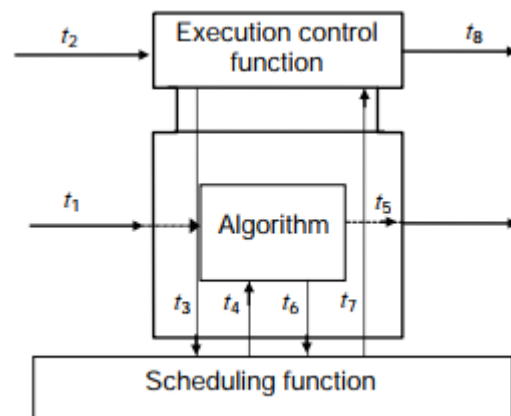 Execution control
function
t2
t8
t1
Algorithm
t5
t3
t4
t6
t7
Scheduling function